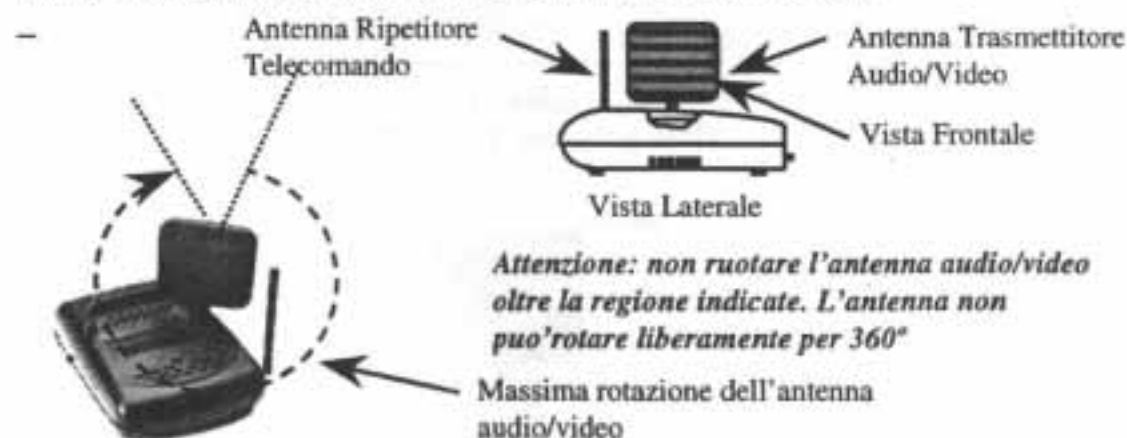 Antenna Ripetitore
Telecomando
Antenna Trasmettitore
Audio/Video
Vista Frontale
Vista Laterale
Attenzione: non ruotare l'antenna audio/video
oltre la regione indicate. L'antenna non
puo'rotare liberamente per 360º
Massima rotazione dell'antenna
audio/video